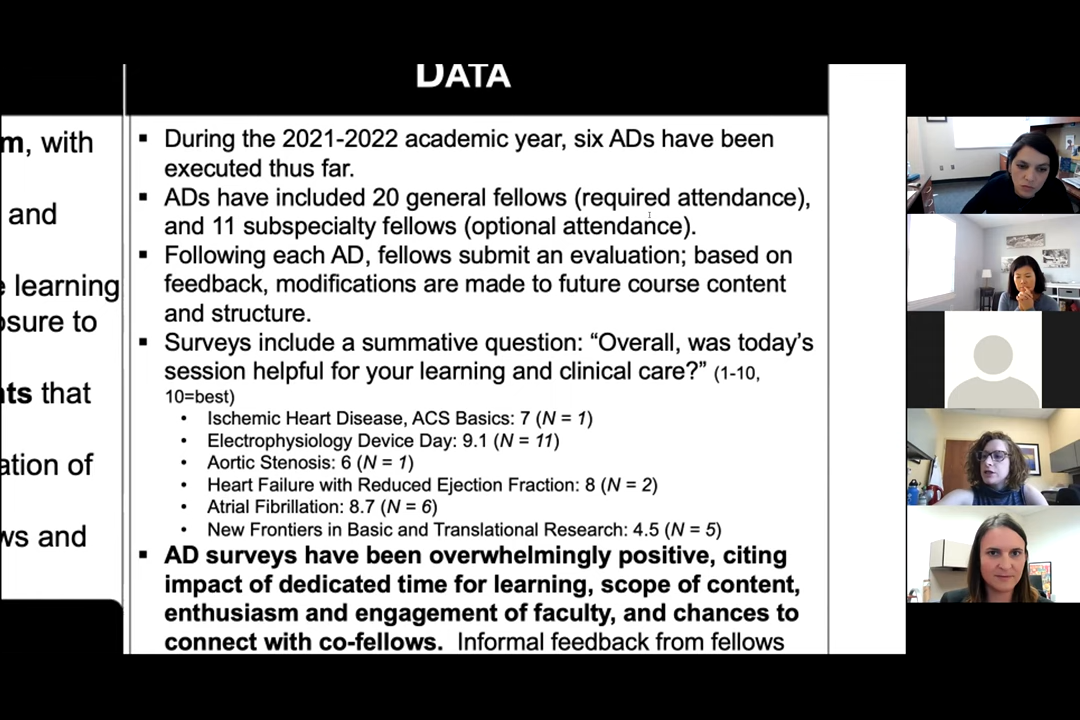 DATA
m, with
and
e learning
osure to
nts that
ation of
ws and
▪ During the 2021-2022 academic year, six ADs have been
executed thus far.
▪ ADs have included 20 general fellows (required attendance),
and 11 subspecialty fellows (optional attendance).
▪ Following each AD, fellows submit an evaluation; based on
feedback, modifications are made to future course content
and structure.
▪ Surveys include a summative question: “Overall, was today’s
session helpful for your learning and clinical care?” (1-10,
10=best)
• Ischemic Heart Disease, ACS Basics: 7 (N = 1)
• Electrophysiology Device Day: 9.1 (N = 11)
• Aortic Stenosis: 6 (N = 1)
• Heart Failure with Reduced Ejection Fraction: 8 (N = 2)
• Atrial Fibrillation: 8.7 (N = 6)
• New Frontiers in Basic and Translational Research: 4.5 (N = 5)
▪ AD surveys have been overwhelmingly positive, citing
impact of dedicated time for learning, scope of content,
enthusiasm and engagement of faculty, and chances to
connect with co-fellows. Informal feedback from fellows